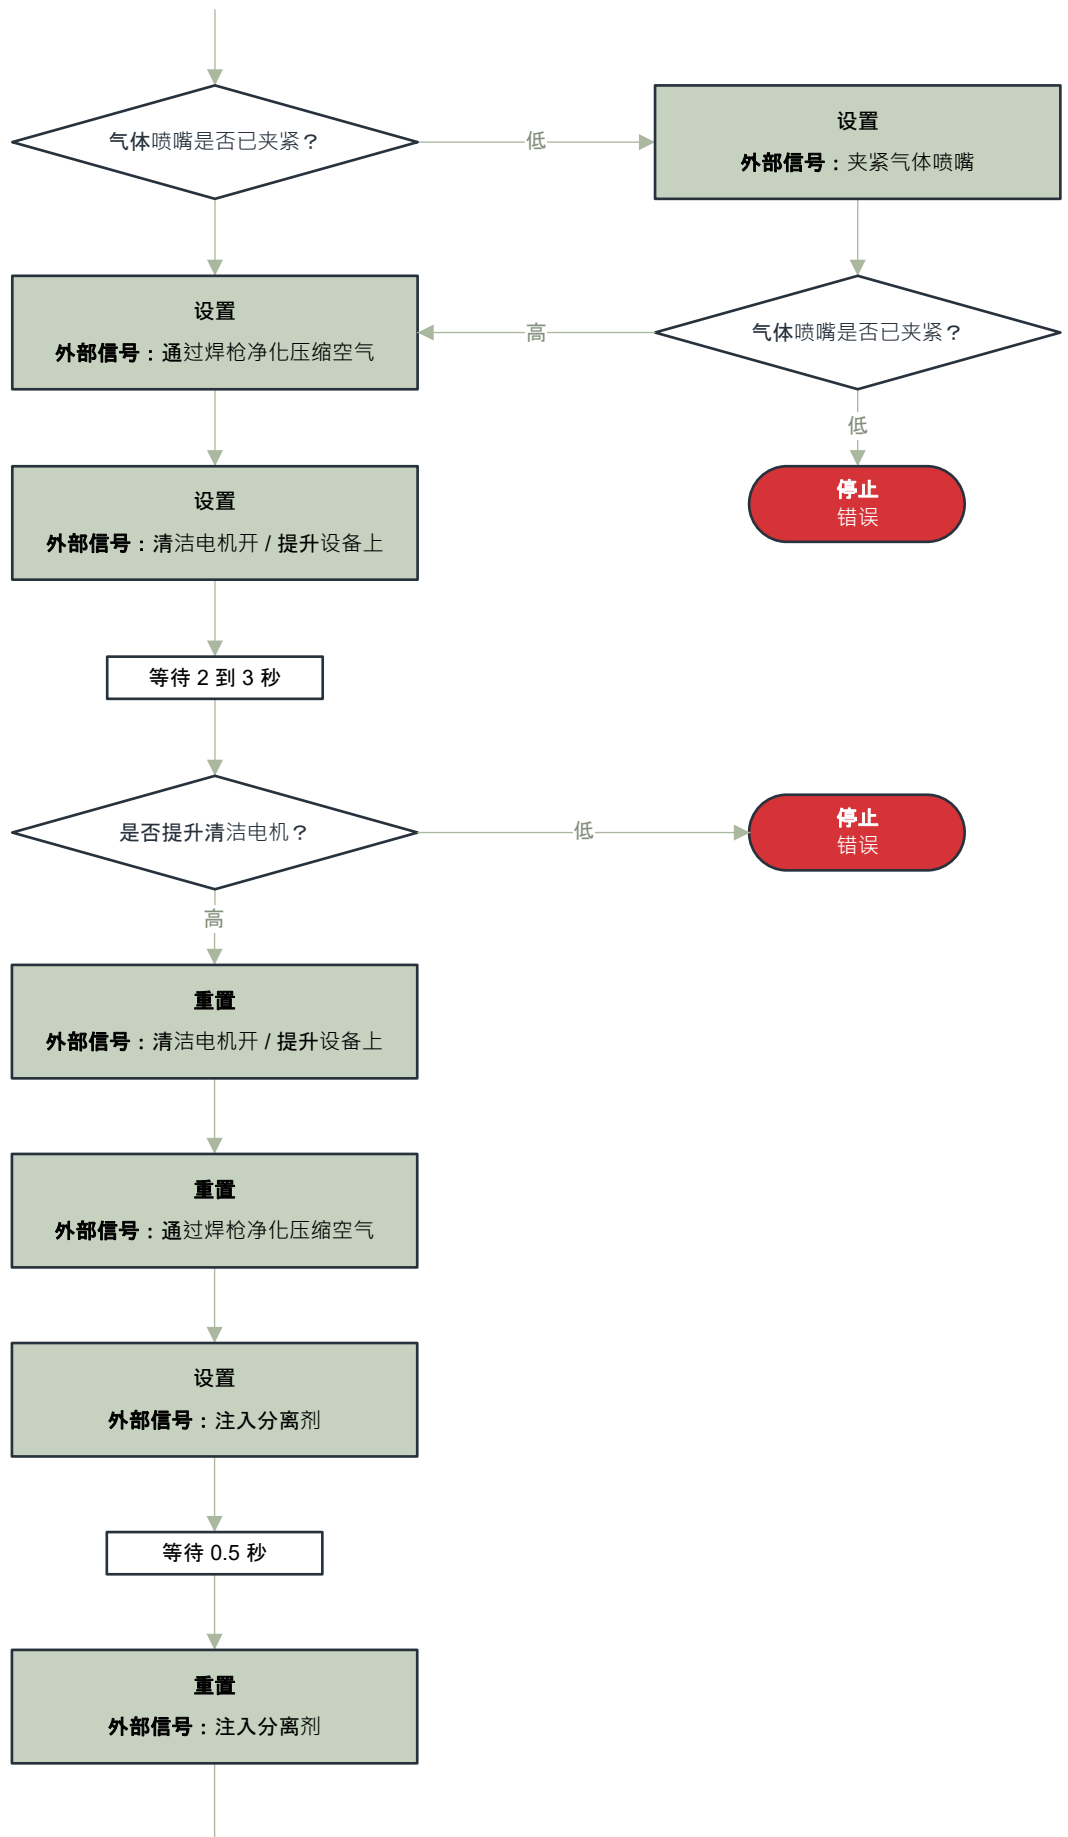 气体喷嘴是否已夹紧？
低
设置
外部信号：夹紧气体喷嘴
设置
外部信号：通过焊枪净化压缩空气
高
气体喷嘴是否已夹紧？
低
停止
错误
设置
外部信号：清洁电机开 / 提升设备上
等待 2 到 3 秒
是否提升清洁电机？
低
停止
错误
高
重置
外部信号：清洁电机开 / 提升设备上
重置
外部信号：通过焊枪净化压缩空气
设置
外部信号：注入分离剂
等待 0.5 秒
重置
外部信号：注入分离剂